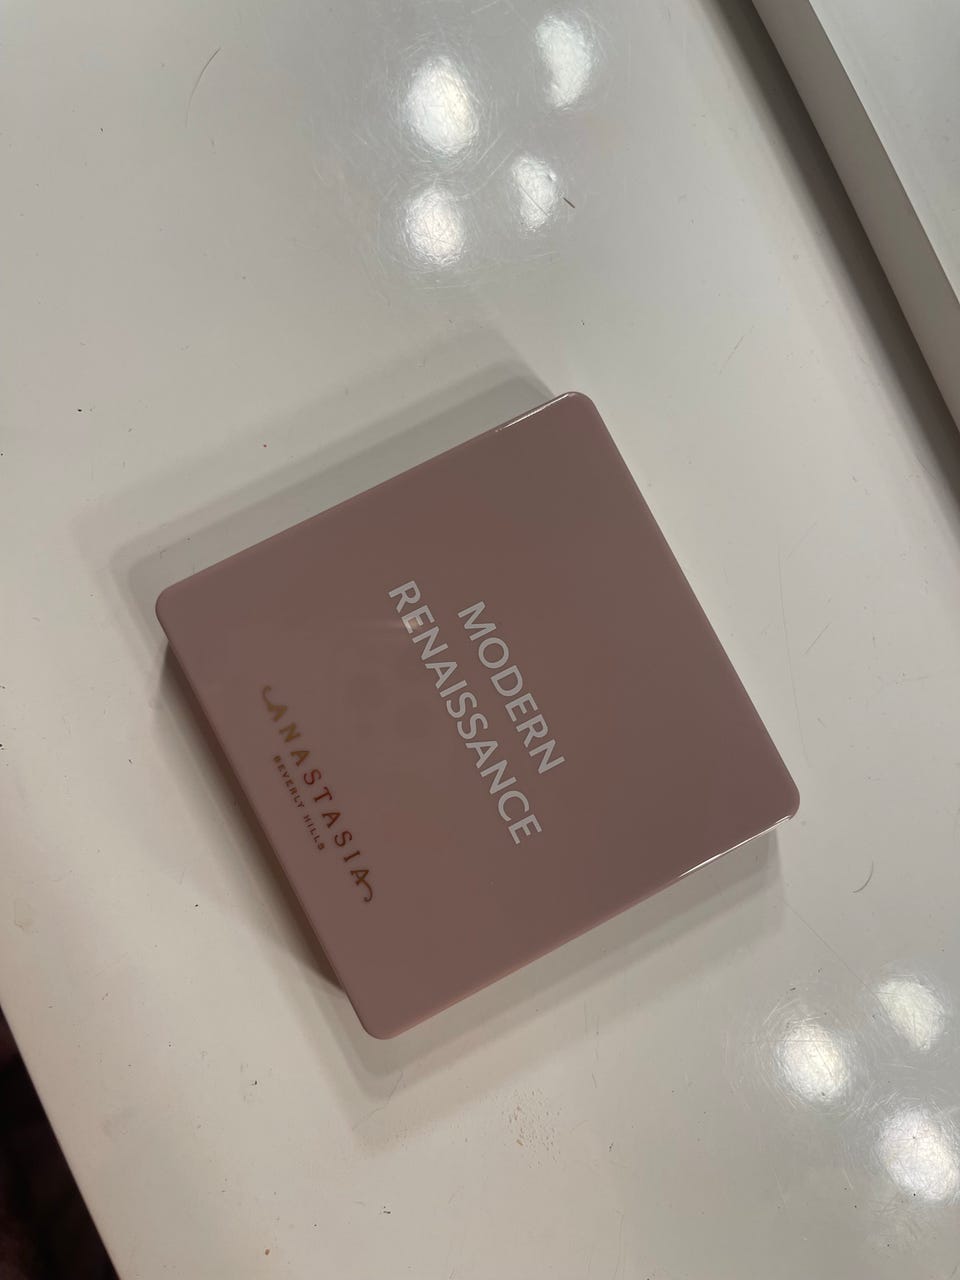 MODERN
RENAISSANCE
ANASTASIA
BEVERLY HILLS